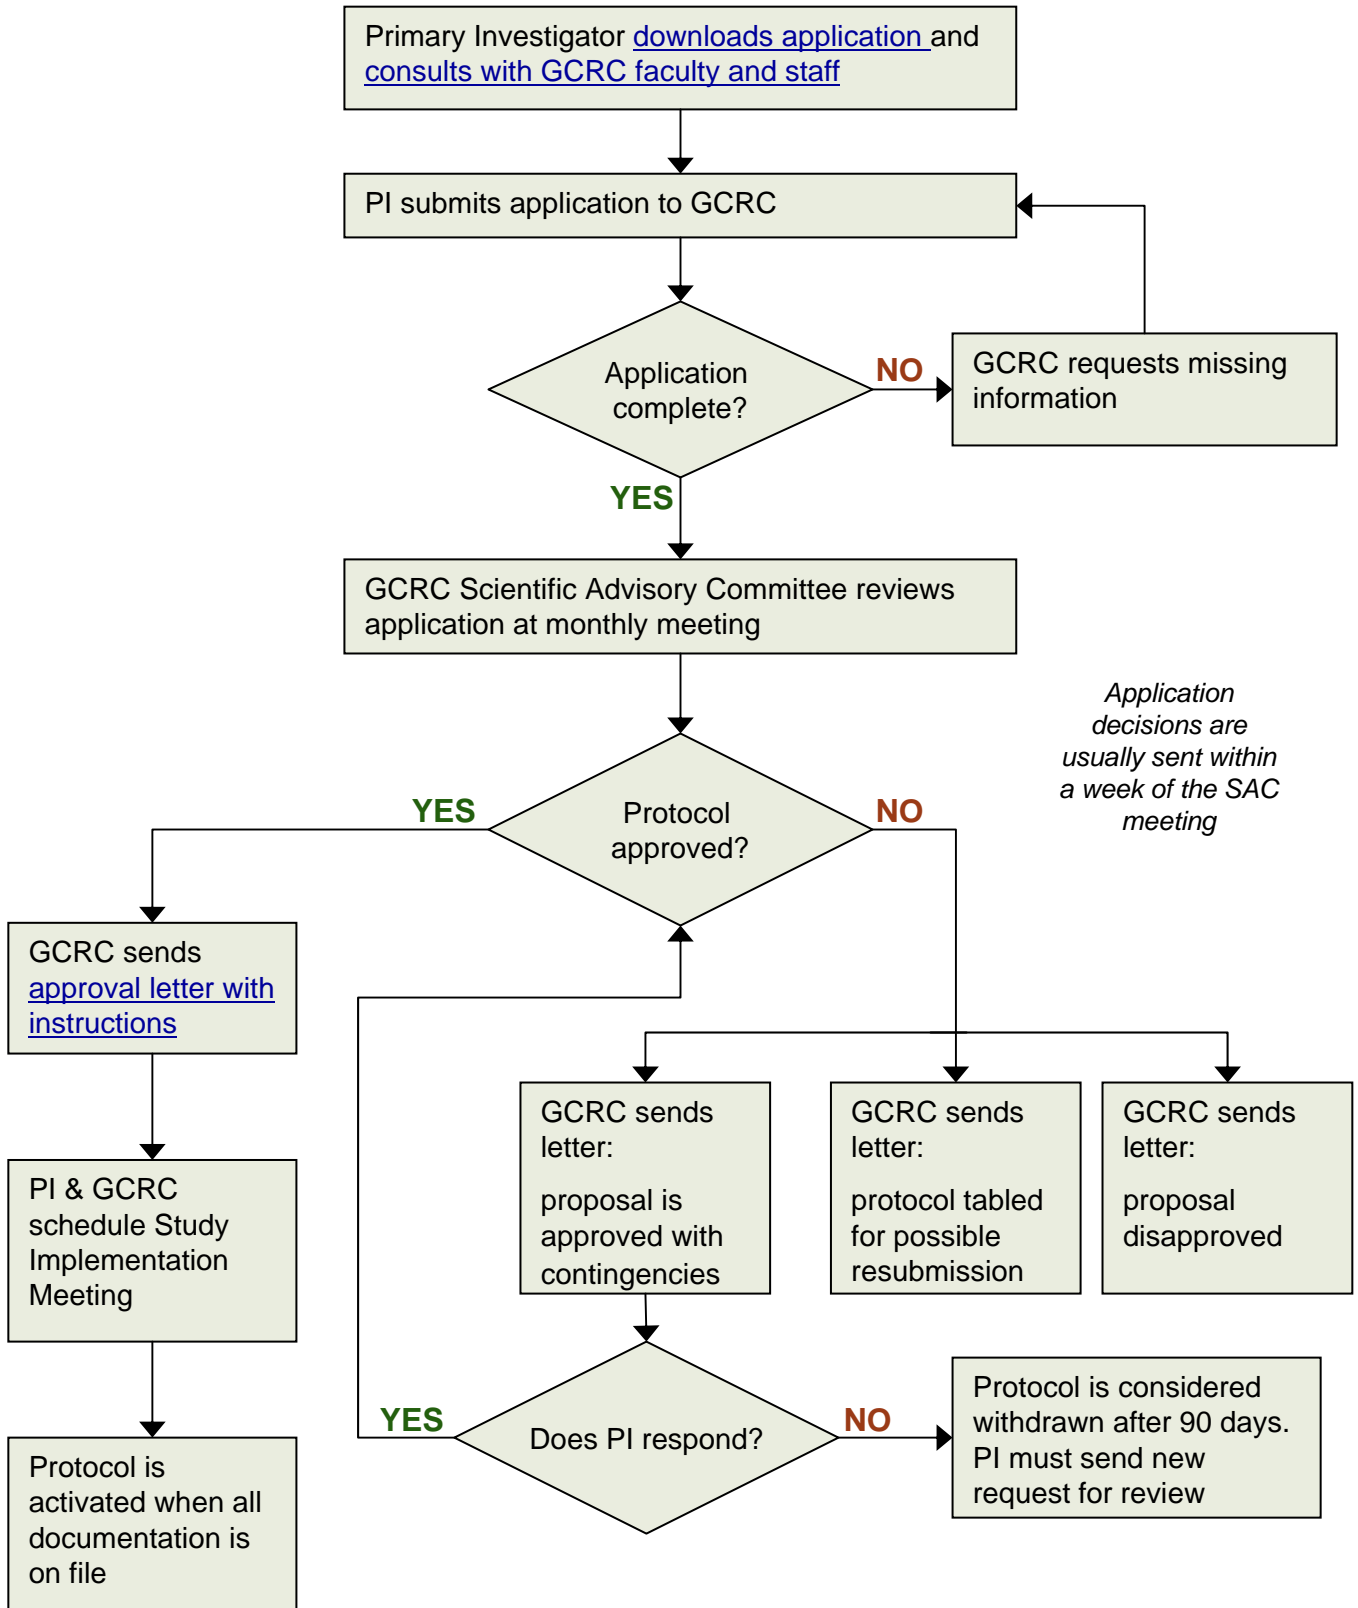 Primary Investigator downloads application and
consults with GCRC faculty and staff
PI submits application to GCRC
Application
complete?
NO
GCRC requests missing
information
YES
GCRC Scientific Advisory Committee reviews
application at monthly meeting
Application
decisions are
usually sent within
a week of the SAC
meeting
YES
Protocol
approved?
NO
GCRC sends
approval letter with
instructions
PI & GCRC
schedule Study
Implementation
Meeting
Protocol is
activated when all
documentation is
on file
GCRC sends
letter:
proposal is
approved with
contingencies
GCRC sends
letter:
protocol tabled
for possible
resubmission
GCRC sends
letter:
proposal
disapproved
YES
Does PI respond?
NO
Protocol is considered
withdrawn after 90 days.
PI must send new
request for review